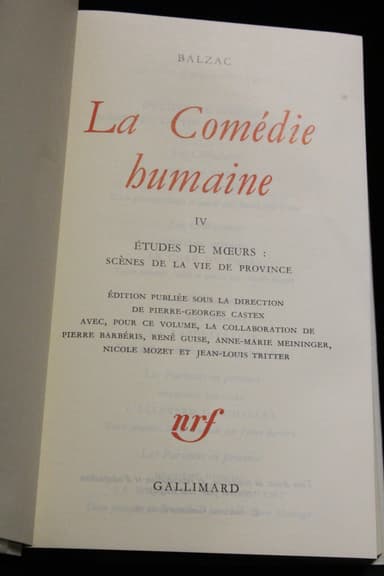 BALZAC
La Comédie
humaine
IV
ÉTUDES DE MŒURS :
SCÈNES DE LA VIE DE PROVINCE
ÉDITION PUBLIÉE SOUS LA DIRECTION
DE PIERRE-GEORGES CASTEX
AVEC, POUR CE VOLUME, LA COLLABORATION DE
PIERRE BARBÉRIS, RENÉ GUISE, ANNE-MARIE MEININGER,
NICOLE MOZET ET JEAN-LOUIS TRITTER
nrf
GALLIMARD